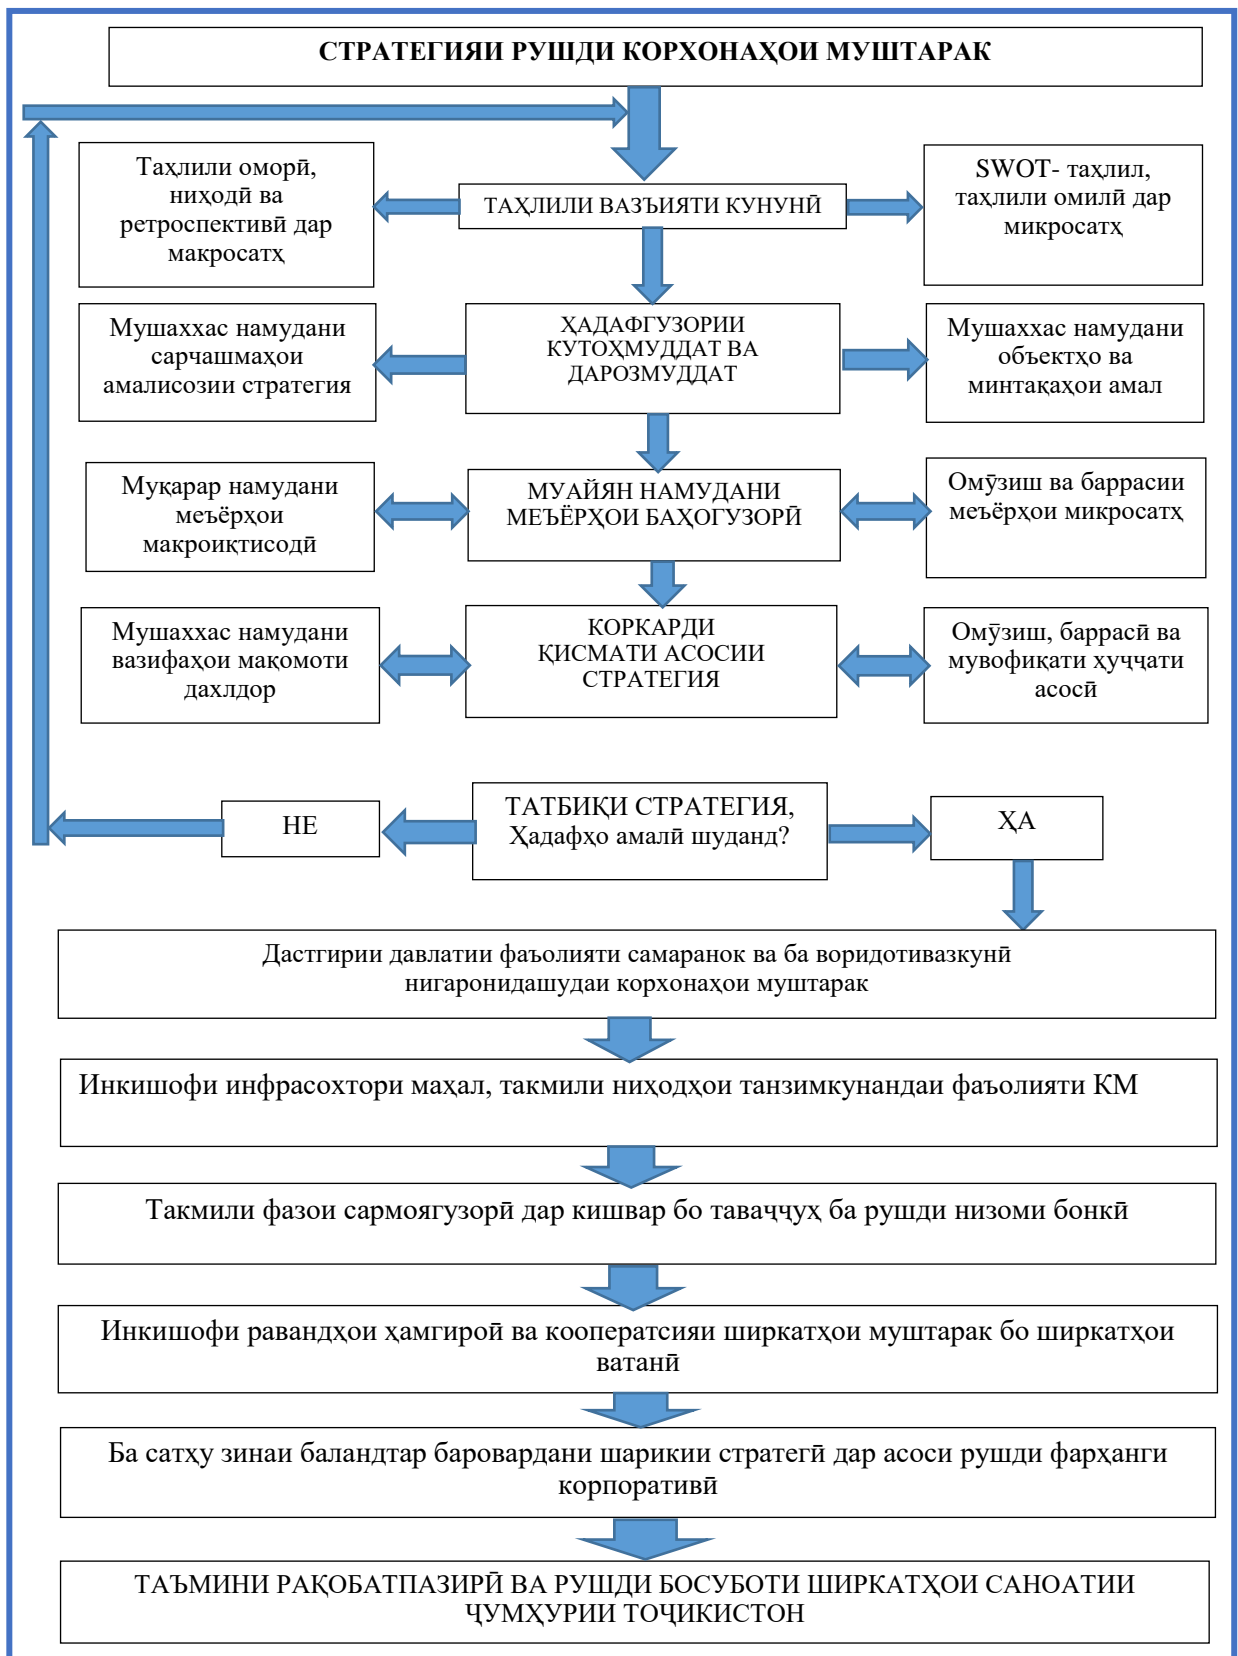 СТРАТЕГИЯИ РУШДИ КОРХОНАҲОИ МУШТАРАК
Таҳлили оморӣ,
ниҳодӣ ва
ретроспективӣ дар
макросатҳ
ТАҲЛИЛИ ВАЗЪИЯТИ КУНУНӢ
SWOT- таҳлил,
таҳлили омилӣ дар
микросатҳ
Мушаххас намудани
сарчашмаҳои
амалисозии стратегия
ҲАДАФГУЗОРИИ
КУТОҲМУДДАТ ВА
ДАРОЗМУДДАТ
Мушаххас намудани
объектҳо ва
минтақаҳои амал
Муқарар намудани
меъёрҳои
макроиқтисодӣ
МУАЙЯН НАМУДАНИ
МЕЪЁРҲОИ БАҲОГУЗОРӢ
Омӯзиш ва баррасии
меъёрҳои микросатҳ
Мушаххас намудани
вазифаҳои мақомоти
дахлдор
КОРКАРДИ
ҚИСМАТИ АСОСИИ
СТРАТЕГИЯ
Омӯзиш, баррасӣ ва
мувофиқати ҳуҷҷати
асосӣ
НЕ
ТАТБИҚИ СТРАТЕГИЯ,
Ҳадафҳо амалӣ шуданд?
ҲА
Дастгирии давлатии фаъолияти самаранок ва ба воридотивазкунӣ
нигаронидашудаи корхонаҳои муштарак
Инкишофи инфрасохтори маҳал, такмили ниҳодҳои танзимкунандаи фаъолияти КМ
Такмили фазои сармоягузорӣ дар кишвар бо таваҷҷуҳ ба рушди низоми бонкӣ
Инкишофи равандҳои ҳамгироӣ ва кооператсияи ширкатҳои муштарак бо ширкатҳои
ватанӣ
Ба сатҳу зинаи баландтар баровардани шарикии стратегӣ дар асоси рушди фарҳанги
корпоративӣ
ТАЪМИНИ РАҚОБАТПАЗИРӢ ВА РУШДИ БОСУБОТИ ШИРКАТҲОИ САНОАТИИ
ҶУМҲУРИИ ТОҶИКИСТОН